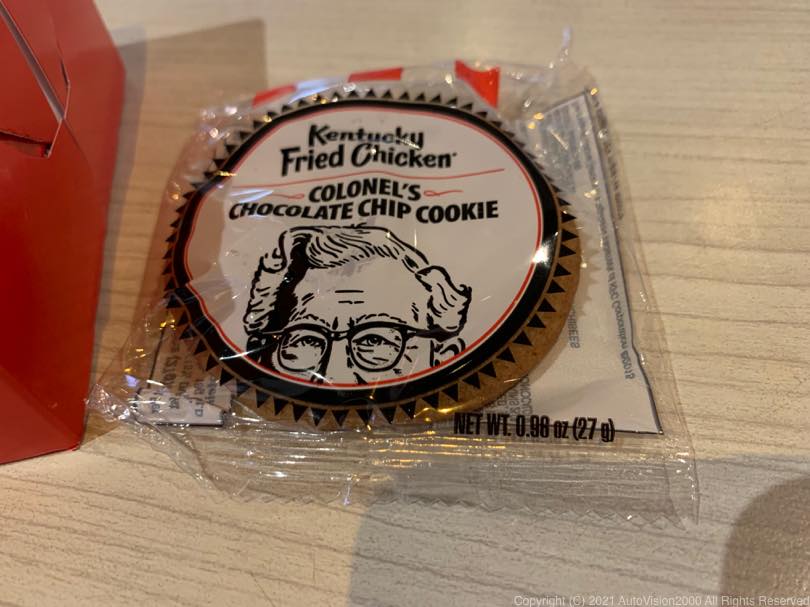 Kentucky
Fried Chicken
COLONEL'S
CHOCOLATE CHIP COOKIE
NET WT. 0.98 oz (27 g)
Copyright (C) 2021 AutoVision2000 All Rights Reserved